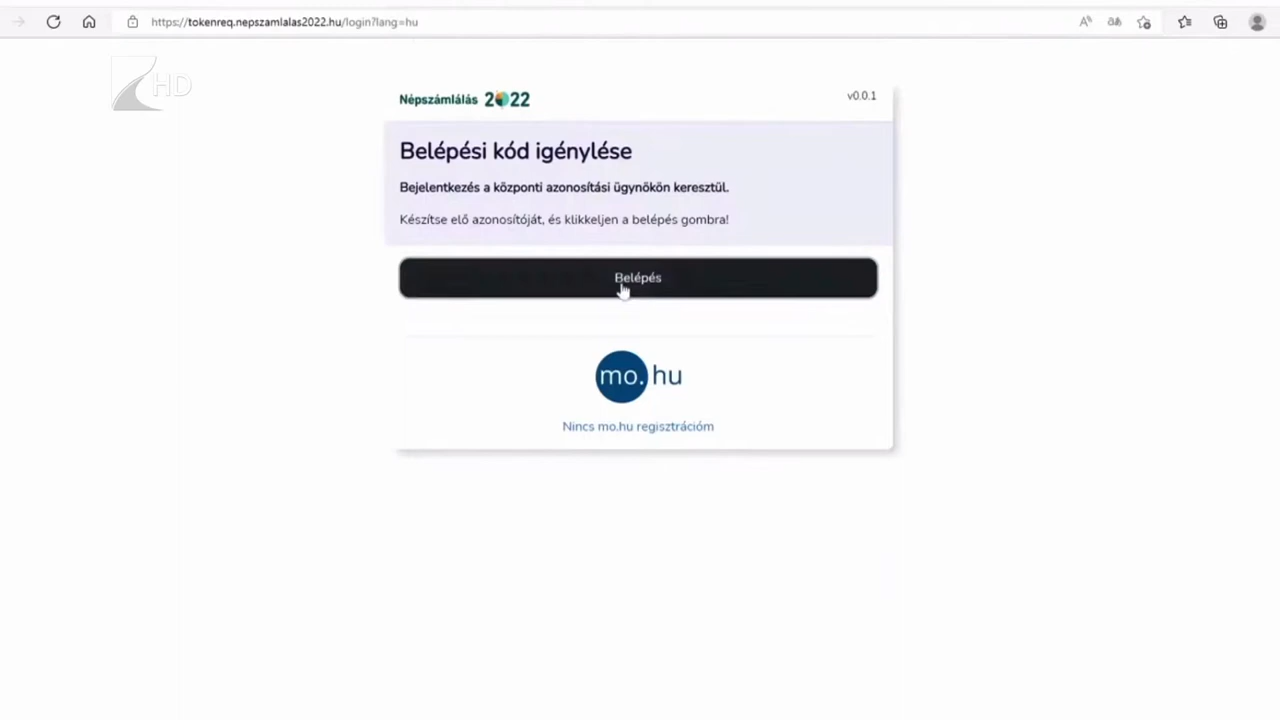 https://tokenreq.nepszamlalas2022.hu/login?lang=hu
HD
Népszámlálás 2022
v0.0.1
Belépési kód igénylése
Bejelentkezés a központi azonosítási ügynökön keresztül.
Készítse elő azonosítóját, és klikkeljen a belépés gombra!
Belépés
mo.hu
Nincs mo.hu regisztrációm